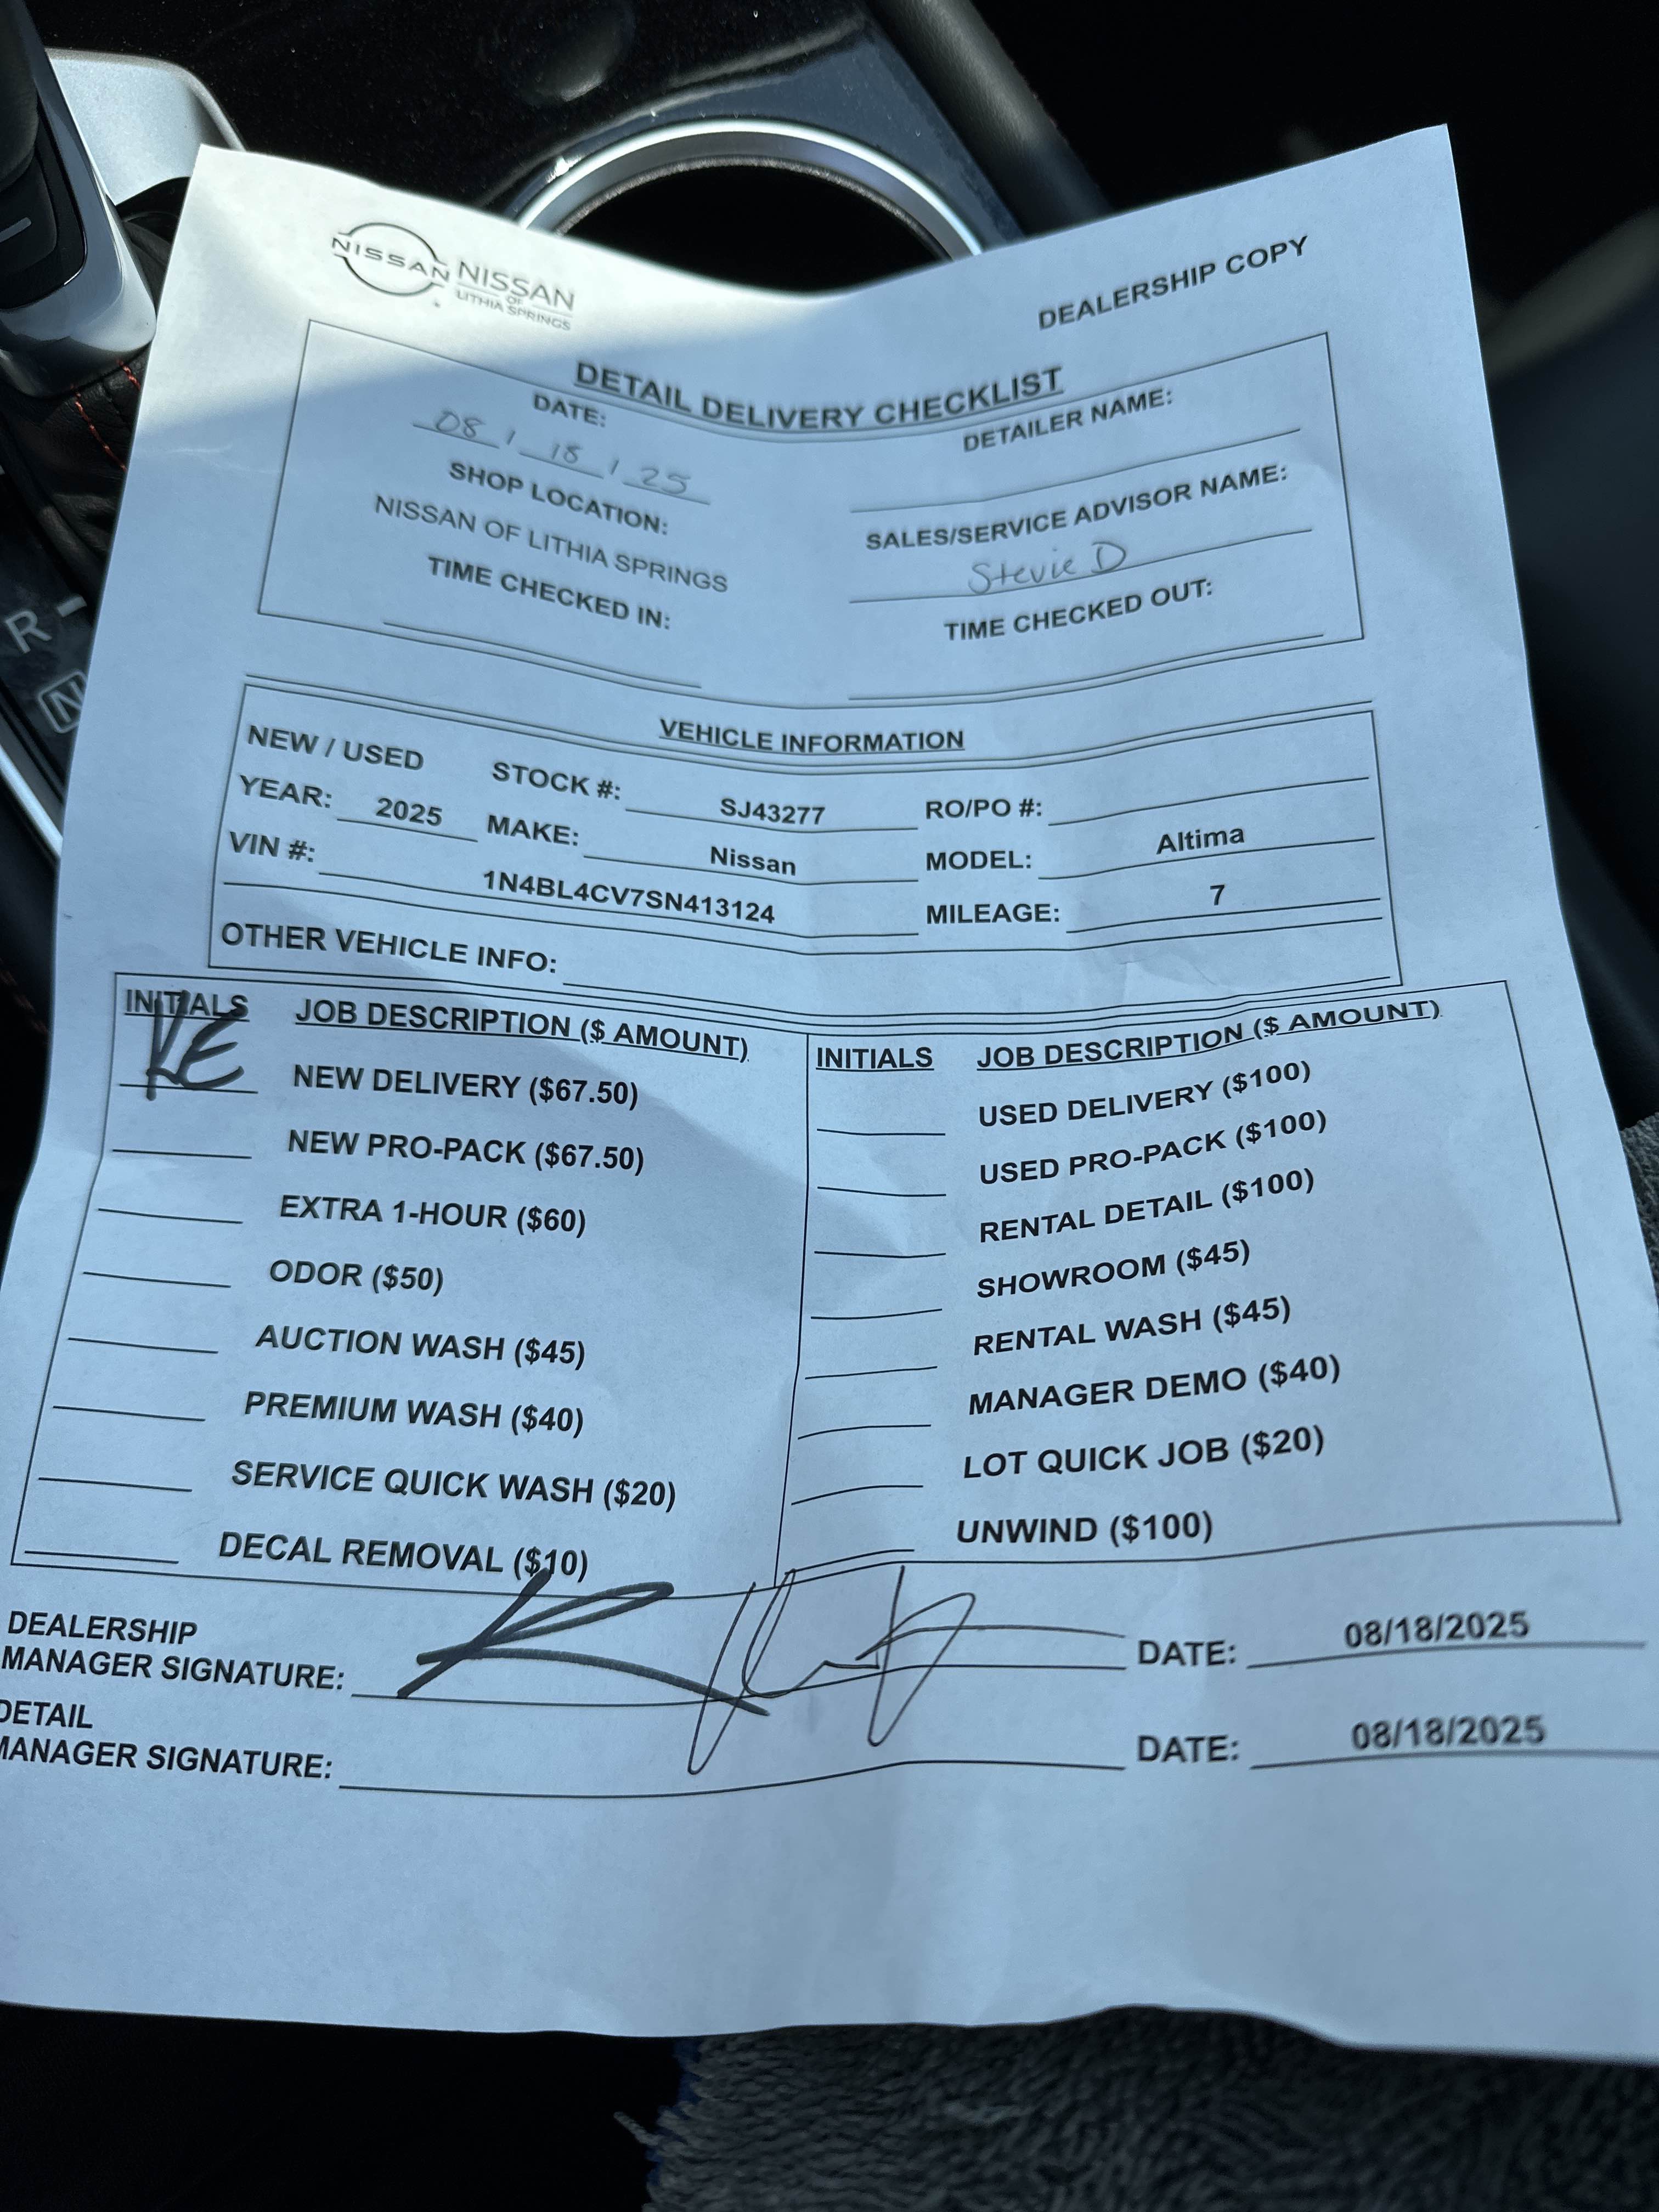 NISSAN NISSAN
OF
LITHIA SPRINGS
DEALERSHIP COPY
DETAIL DELIVERY CHECKLIST
DATE:
08 / 18 / 25
DETAILER NAME:
SHOP LOCATION:
NISSAN OF LITHIA SPRINGS
SALES/SERVICE ADVISOR NAME:
Stevie D
TIME CHECKED IN:
TIME CHECKED OUT:
VEHICLE INFORMATION
NEW / USED STOCK #: SJ43277 RO/PO #:
YEAR: 2025 MAKE: Nissan MODEL: Altima
VIN #: 1N4BL4CV7SN413124 MILEAGE: 7
OTHER VEHICLE INFO:
INITIALS JOB DESCRIPTION ($ AMOUNT)
KE NEW DELIVERY ($67.50)
NEW PRO-PACK ($67.50)
EXTRA 1-HOUR ($60)
ODOR ($50)
AUCTION WASH ($45)
PREMIUM WASH ($40)
SERVICE QUICK WASH ($20)
DECAL REMOVAL ($10)
INITIALS JOB DESCRIPTION ($ AMOUNT)
USED DELIVERY ($100)
USED PRO-PACK ($100)
RENTAL DETAIL ($100)
SHOWROOM ($45)
RENTAL WASH ($45)
MANAGER DEMO ($40)
LOT QUICK JOB ($20)
UNWIND ($100)
DEALERSHIP
MANAGER SIGNATURE: DATE: 08/18/2025
DETAIL
MANAGER SIGNATURE: DATE: 08/18/2025
R
N